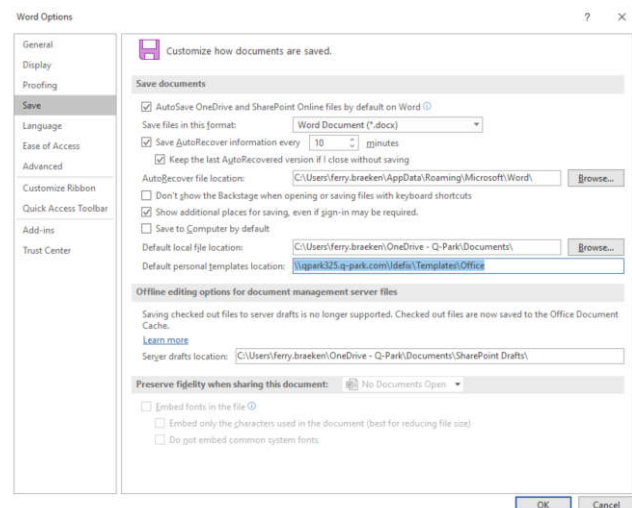 Word Options
?
×
General
Display
Proofing
Save
Language
Ease of Access
Advanced
Customize Ribbon
Quick Access Toolbar
Add-ins
Trust Center
Customize how documents are saved.
Save documents
AutoSave OneDrive and SharePoint Online files by default on Word
Save files in this format: Word Document (*.docx)
Save AutoRecover information every 10 minutes
Keep the last AutoRecovered version if I close without saving
AutoRecover file location: C:\Users\ferry.braeken\AppData\Roaming\Microsoft\Word\ Browse...
Don't show the Backstage when opening or saving files with keyboard shortcuts
Show additional places for saving, even if sign-in may be required.
Save to Computer by default
Default local file location: C:\Users\ferry.braeken\OneDrive - Q-Park\Documents\ Browse...
Default personal templates location: \\qpark325.q-park.com\Idefix\Templates\Office
Offline editing options for document management server files
Saving checked out files to server drafts is no longer supported. Checked out files are now saved to the Office Document
Cache.
Learn more
Server drafts location: C:\Users\ferry.braeken\OneDrive - Q-Park\Documents\SharePoint Drafts\
Preserve fidelity when sharing this document: No Documents Open
Embed fonts in the file
Embed only the characters used in the document (best for reducing file size)
Do not embed common system fonts
OK Cancel